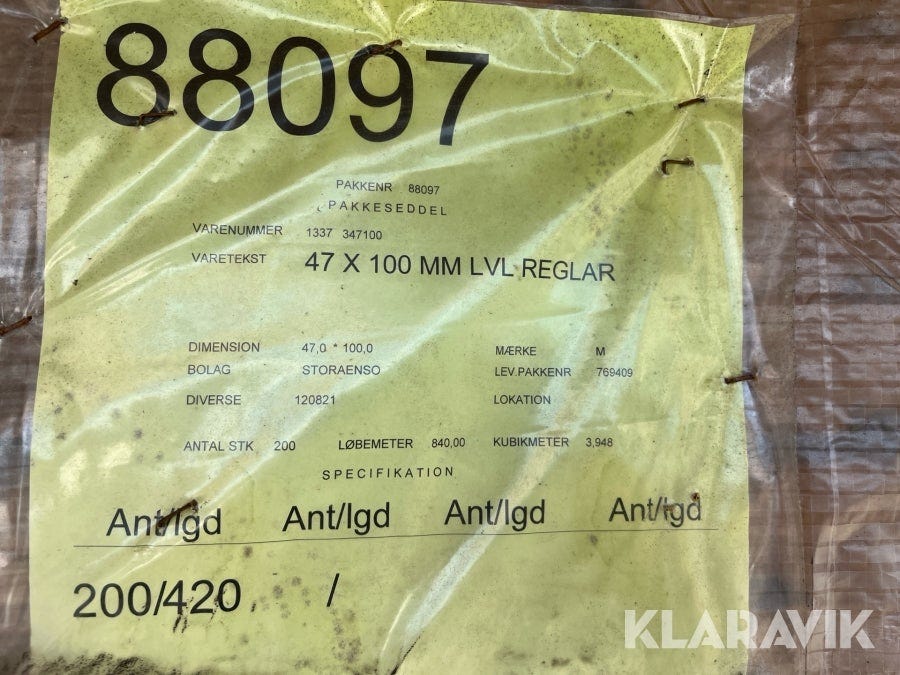 88097
PAKKENR 88097
PAKKESEDDEL
VARENUMMER 1337 347100
VARETEKST 47 X 100 MM LVL REGLAR
DIMENSION 47,0 * 100,0 MÆRKE M
BOLAG STORAENSO LEV.PAKKENR 769409
DIVERSE 120821 LOKATION
ANTAL STK 200 LØBEMETER 840,00 KUBIKMETER 3,948
SPECIFIKATION
Ant/lgd Ant/lgd Ant/lgd Ant/lgd
200/420 /
KLARAVIK